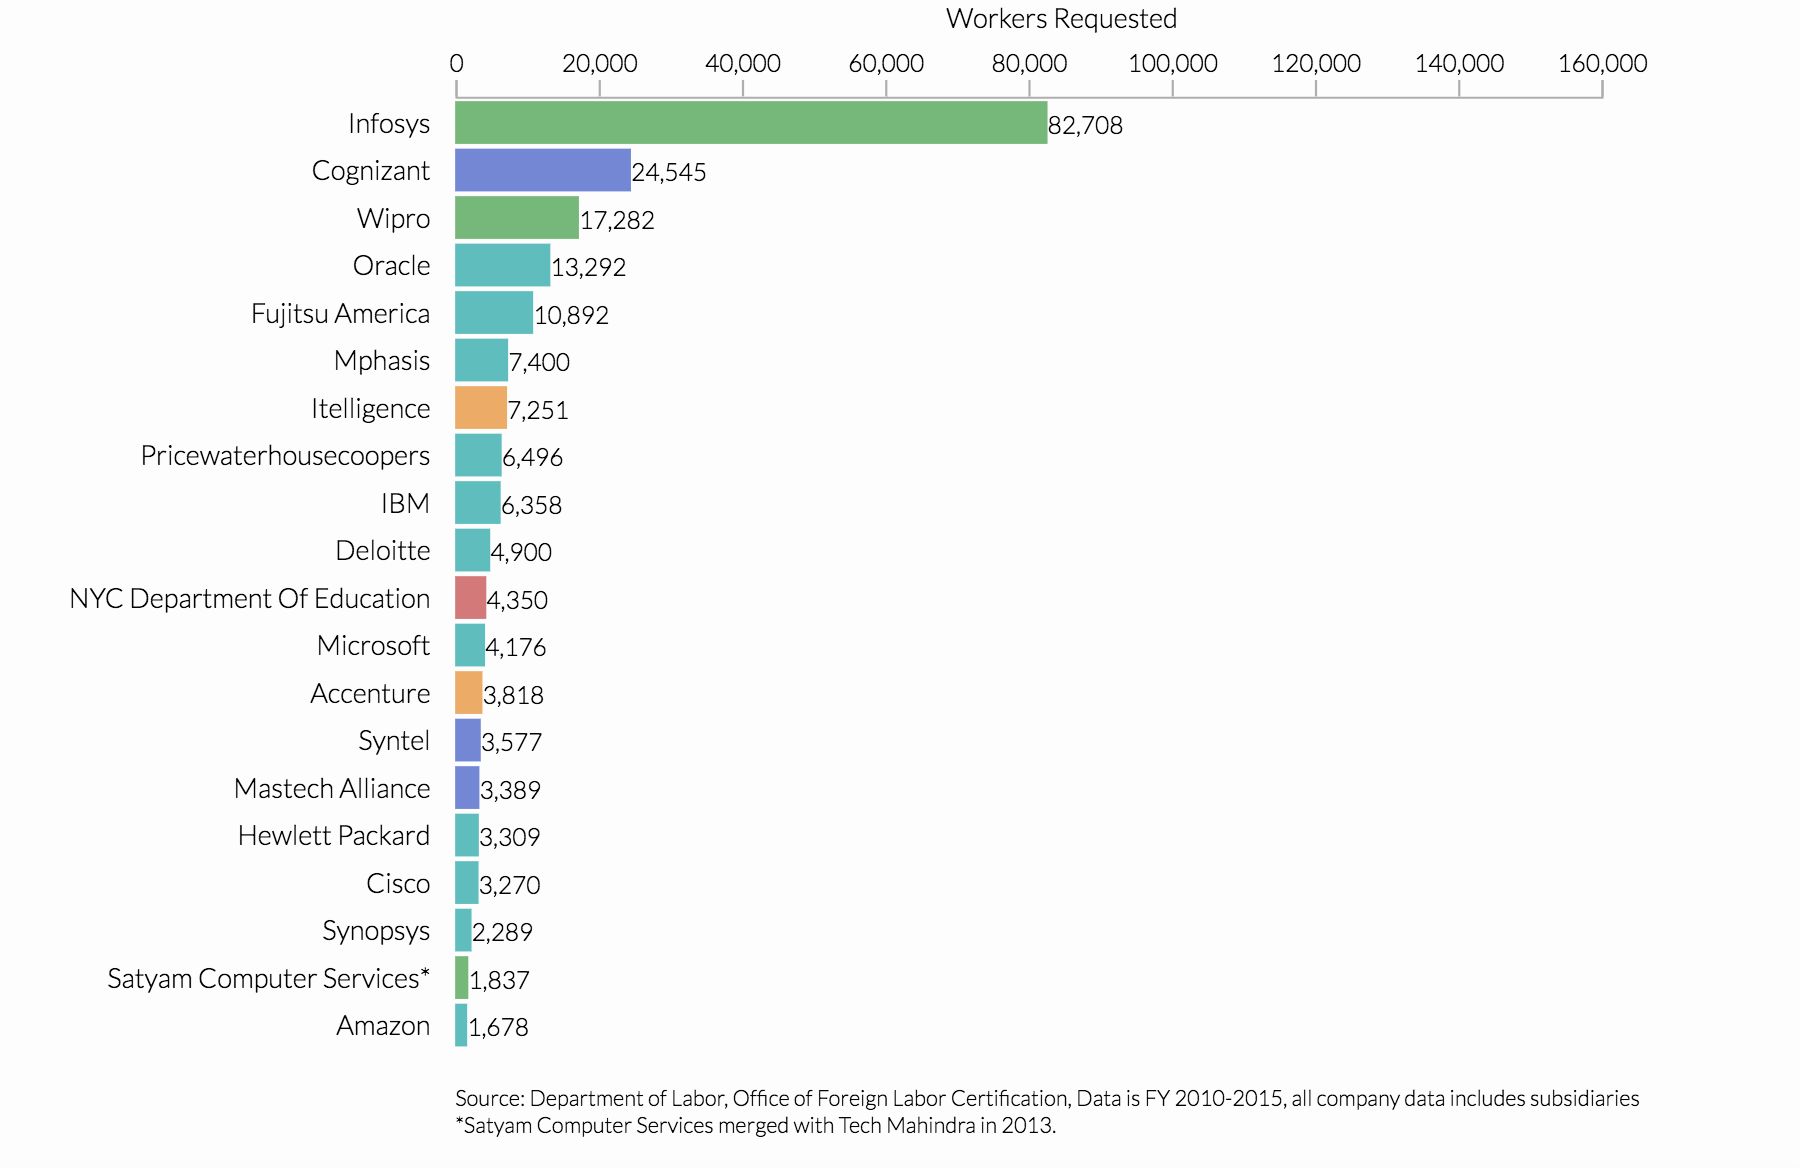 Workers Requested
0 20,000 40,000 60,000 80,000 100,000 120,000 140,000 160,000
Infosys 82,708
Cognizant 24,545
Wipro 17,282
Oracle 13,292
Fujitsu America 10,892
Mphasis 7,400
Itelligence 7,251
Pricewaterhousecoopers 6,496
IBM 6,358
Deloitte 4,900
NYC Department Of Education 4,350
Microsoft 4,176
Accenture 3,818
Syntel 3,577
Mastech Alliance 3,389
Hewlett Packard 3,309
Cisco 3,270
Synopsys 2,289
Satyam Computer Services* 1,837
Amazon 1,678
Source: Department of Labor, Office of Foreign Labor Certification, Data is FY 2010-2015, all company data includes subsidiaries
*Satyam Computer Services merged with Tech Mahindra in 2013.